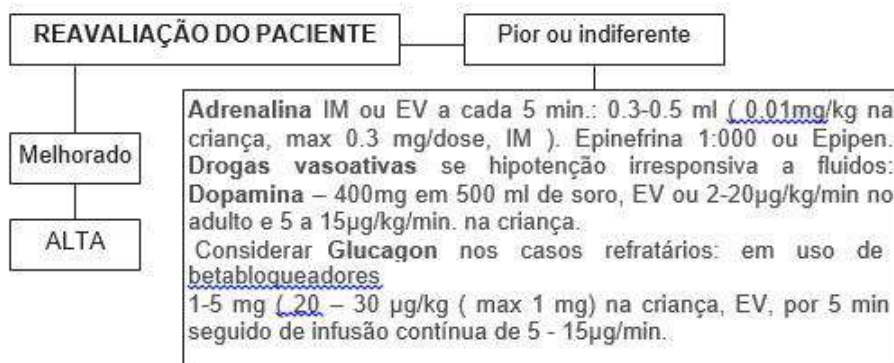 REAVALIAÇÃO DO PACIENTE
Pior ou indiferente
Melhorado
ALTA
Adrenalina IM ou EV a cada 5 min.: 0.3-0.5 ml ( 0.01mg/kg na
criança, max 0.3 mg/dose, IM ). Epinefrina 1:000 ou Epipen.
Drogas vasoativas se hipotenção irresponsiva a fluidos:
Dopamina – 400mg em 500 ml de soro, EV ou 2-20µg/kg/min no
adulto e 5 a 15µg/kg/min. na criança.
Considerar Glucagon nos casos refratários: em uso de
betabloqueadores
1-5 mg ( 20 – 30 µg/kg ( max 1 mg) na criança, EV, por 5 min
seguido de infusão contínua de 5 - 15µg/min.